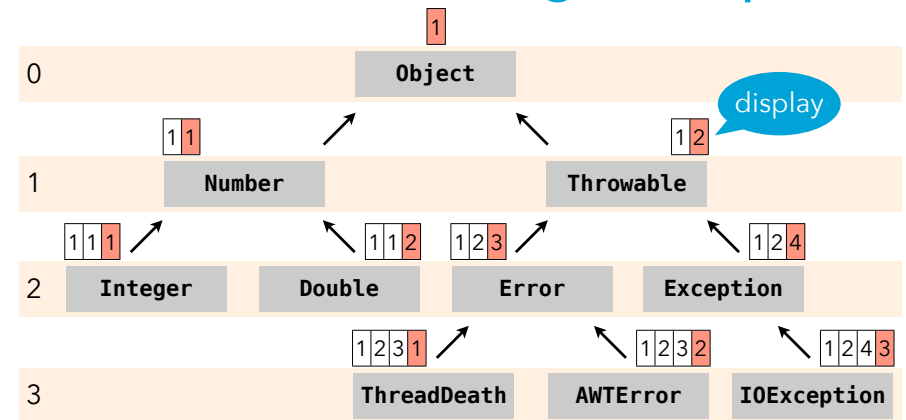 1
0 Object
display
1 1 1 2
1 Number Throwable
1 1 1 1 1 2 1 2 3 1 2 4
2 Integer Double Error Exception
1 2 3 1 1 2 3 2 1 2 4 3
3 ThreadDeath AWTError IOException